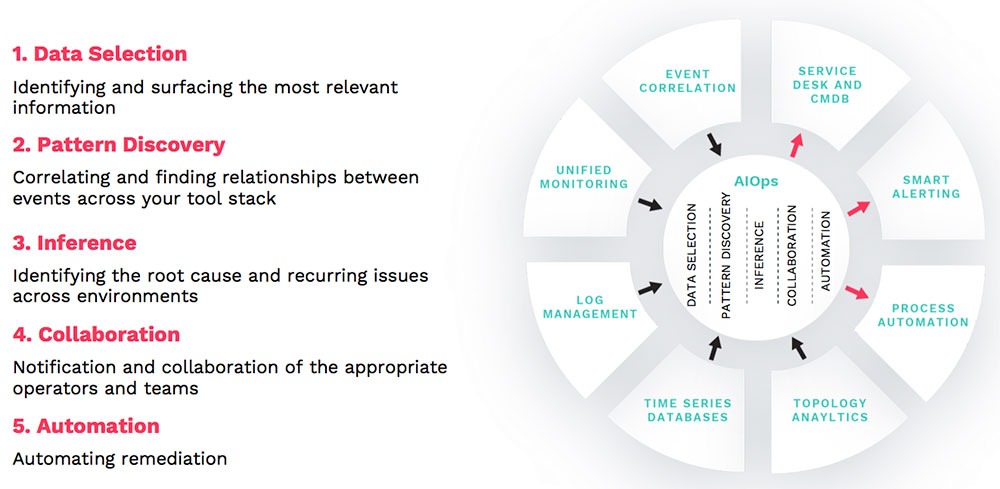 1. Data Selection
Identifying and surfacing the most relevant
information
2. Pattern Discovery
Correlating and finding relationships between
events across your tool stack
3. Inference
Identifying the root cause and recurring issues
across environments
4. Collaboration
Notification and collaboration of the appropriate
operators and teams
5. Automation
Automating remediation
EVENT
CORRELATION
SERVICE
DESK AND
CMDB
UNIFIED
MONITORING
SMART
ALERTING
AIOps
DATA SELECTION
PATTERN DISCOVERY
INFERENCE
COLLABORATION
AUTOMATION
LOG
MANAGEMENT
PROCESS
AUTOMATION
TIME SERIES
DATABASES
TOPOLOGY
ANAYLTICS